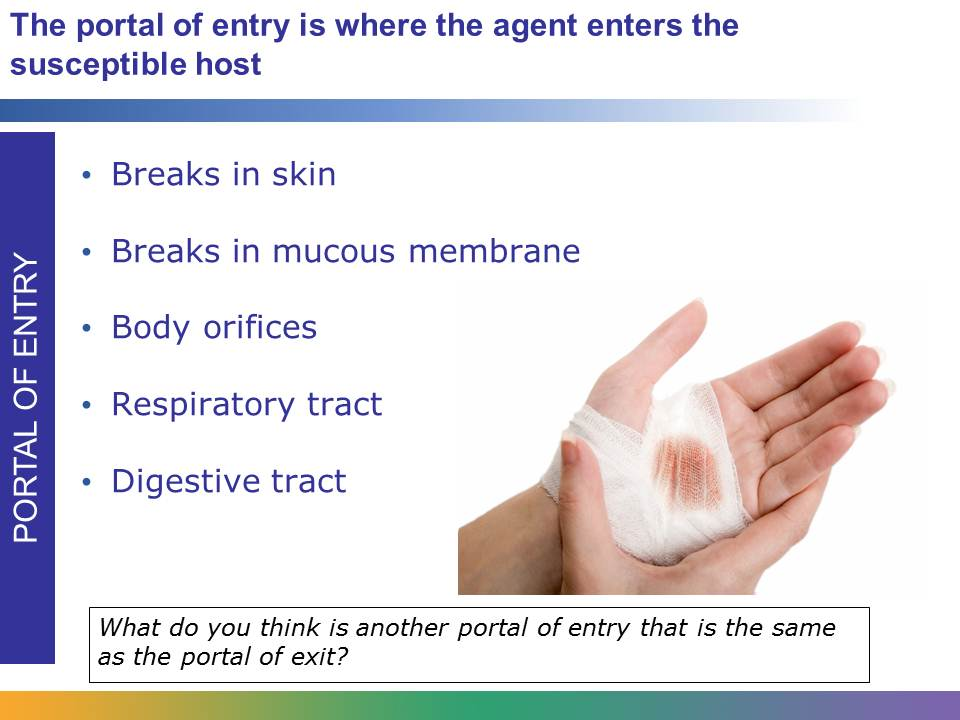 The portal of entry is where the agent enters the
susceptible host
PORTAL OF ENTRY
• Breaks in skin
• Breaks in mucous membrane
• Body orifices
• Respiratory tract
• Digestive tract
What do you think is another portal of entry that is the same
as the portal of exit?